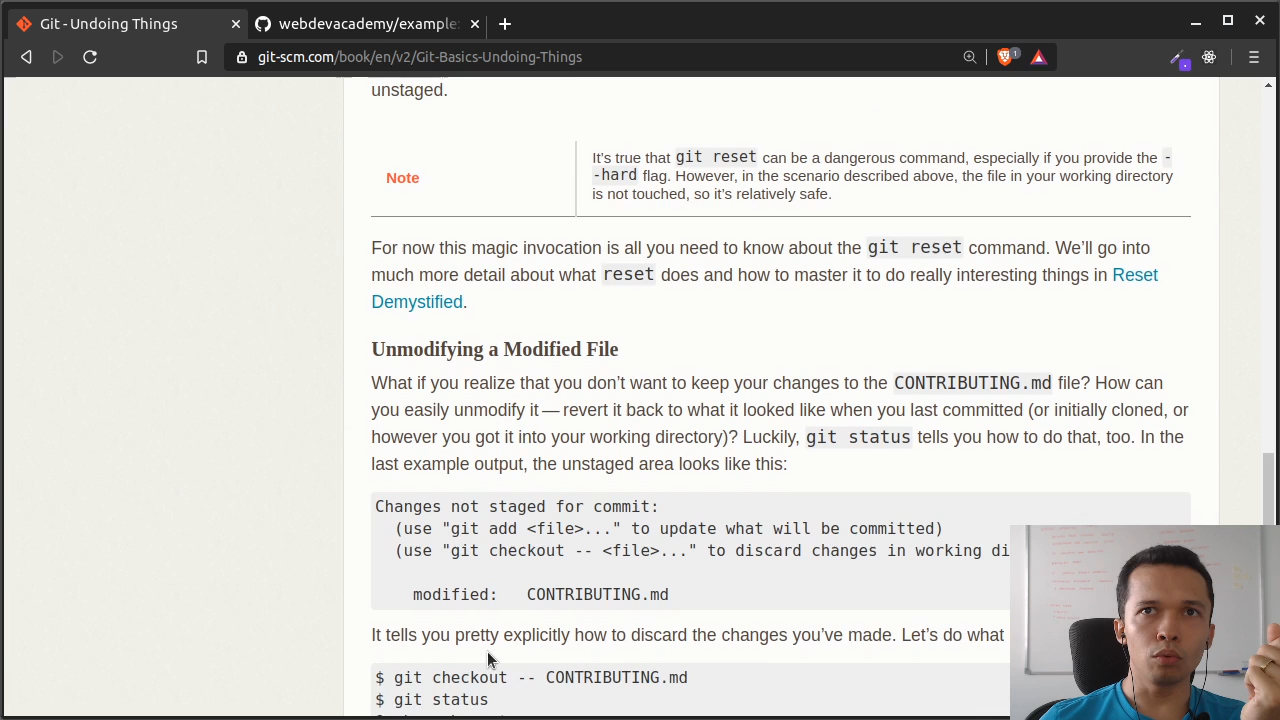 Git - Undoing Things
webdevacademy/example
git-scm.com/book/en/v2/Git-Basics-Undoing-Things
1
unstaged.
Note
It’s true that git reset can be a dangerous command, especially if you provide the -
-hard flag. However, in the scenario described above, the file in your working directory
is not touched, so it’s relatively safe.
For now this magic invocation is all you need to know about the git reset command. We’ll go into
much more detail about what reset does and how to master it to do really interesting things in Reset
Demystified.
Unmodifying a Modified File
What if you realize that you don’t want to keep your changes to the CONTRIBUTING.md file? How can
you easily unmodify it — revert it back to what it looked like when you last committed (or initially cloned, or
however you got it into your working directory)? Luckily, git status tells you how to do that, too. In the
last example output, the unstaged area looks like this:
Changes not staged for commit:
(use "git add <file>..." to update what will be committed)
(use "git checkout -- <file>..." to discard changes in working di
modified:   CONTRIBUTING.md
It tells you pretty explicitly how to discard the changes you’ve made. Let’s do what
$ git checkout -- CONTRIBUTING.md
$ git status